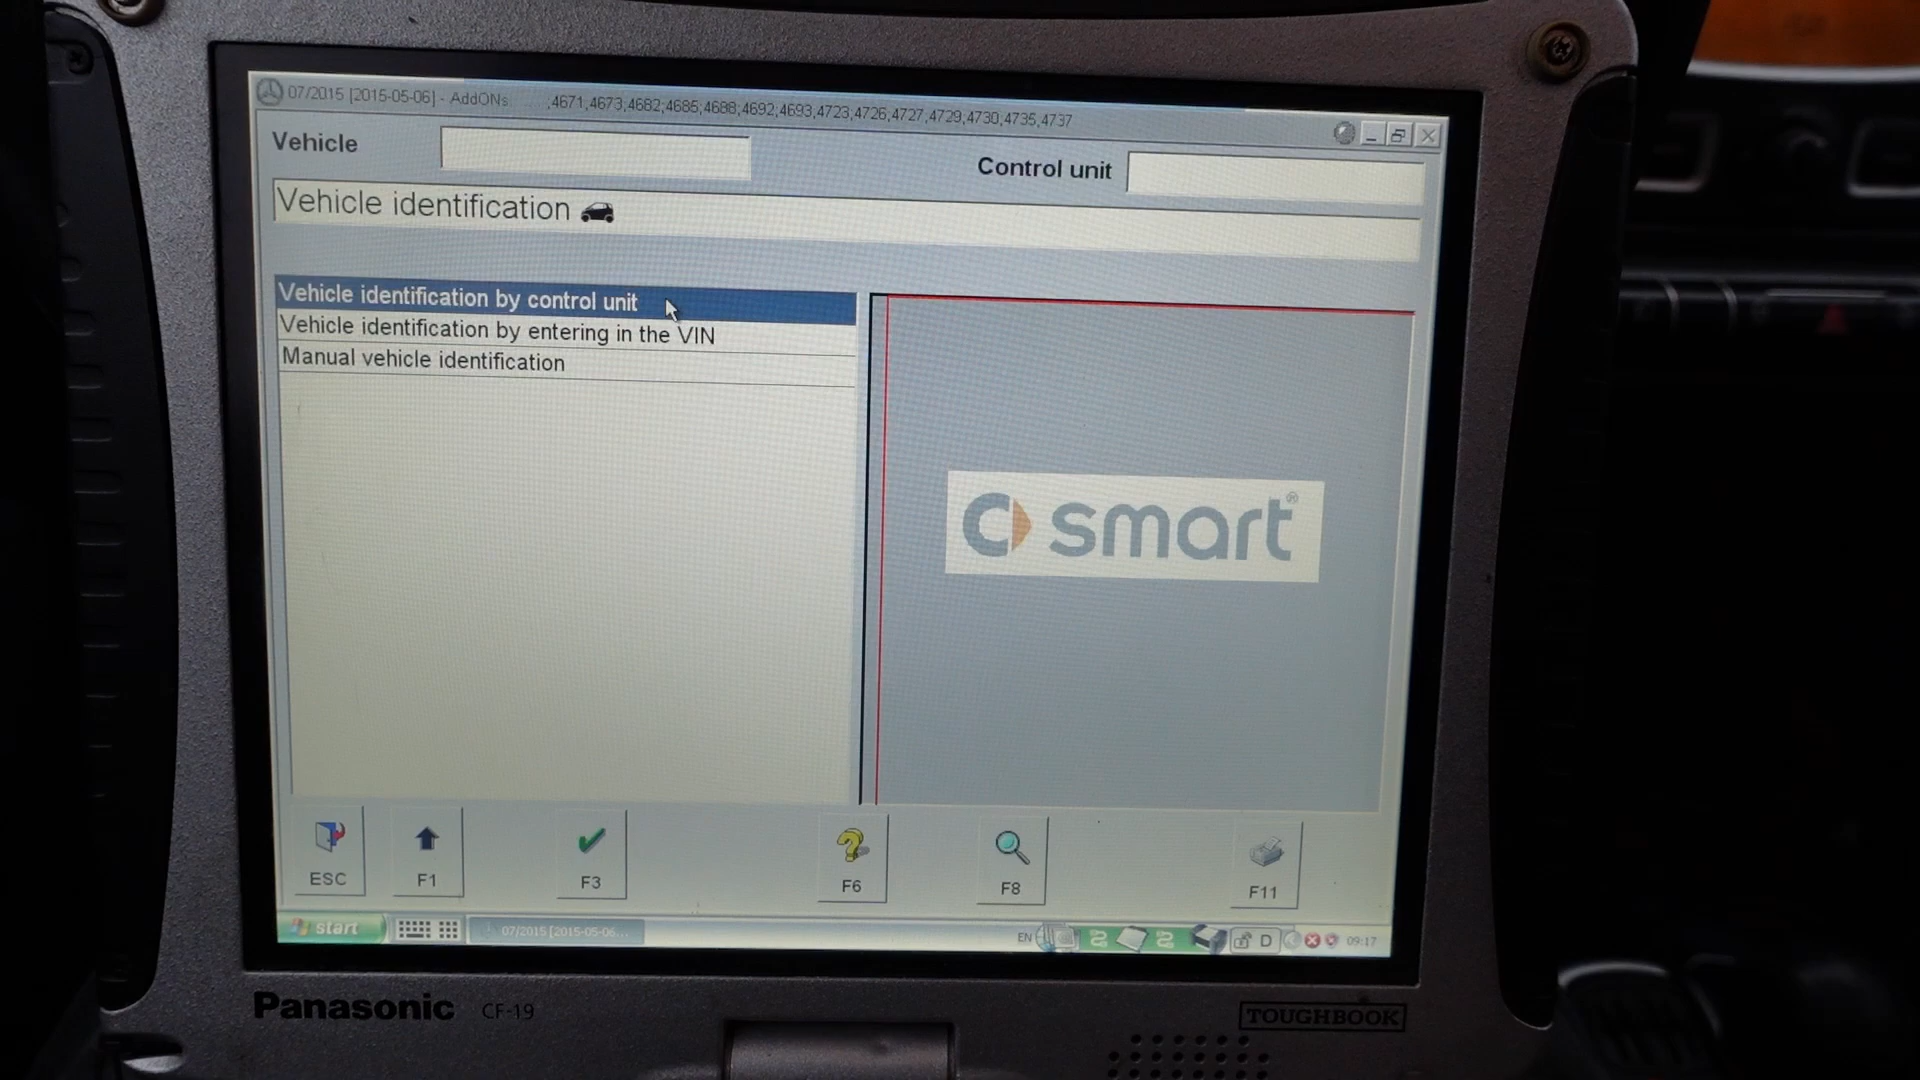 07/2015 [2015-05-06] - AddONs ;4671;4673;4682;4685;4688;4692;4693;4723;4726;4727;4729;4730;4735;4737
Vehicle
Control unit
Vehicle identification
Vehicle identification by control unit
Vehicle identification by entering in the VIN
Manual vehicle identification
smart®
ESC
F1
F3
F6
F8
F11
start
07/2015 [2015-05-06...
EN
D
09:17
Panasonic CF-19
TOUGHBOOK